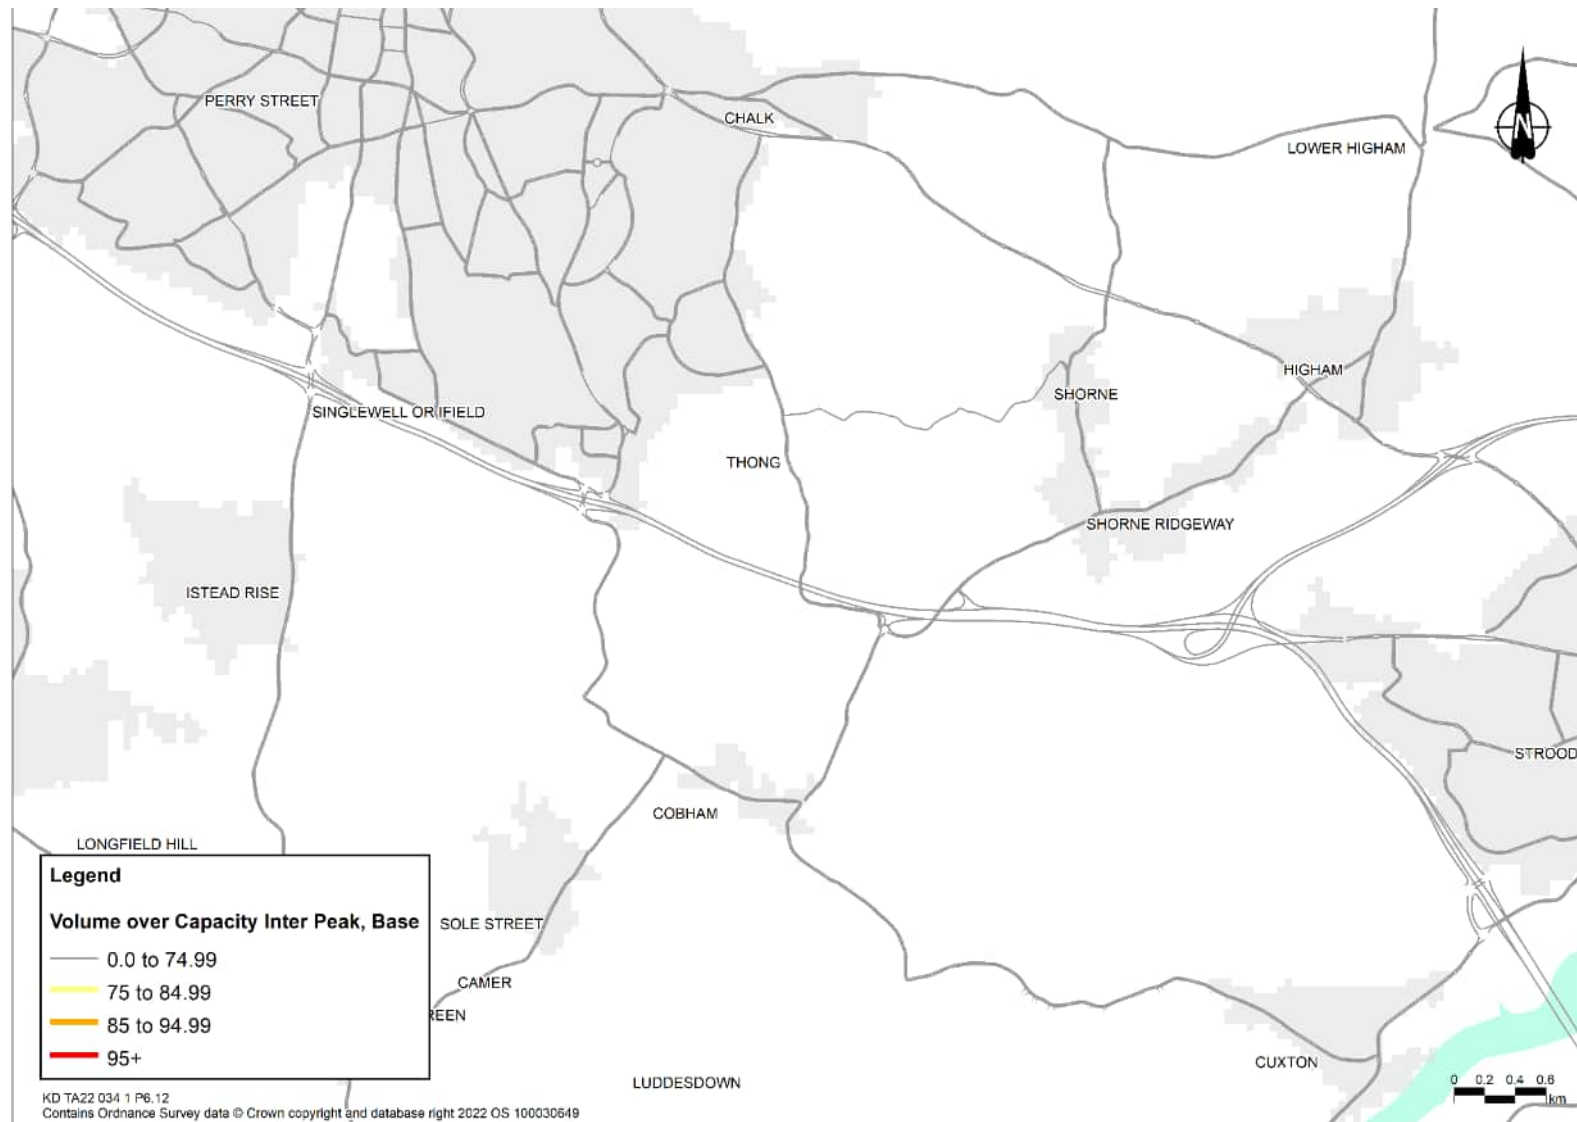 PERRY STREET
CHALK
LOWER HIGHAM
N
HIGHAM
SHORNE
SINGLEWELL OR IFIELD
THONG
SHORNE RIDGEWAY
ISTEAD RISE
STROOD
COBHAM
LONGFIELD HILL
Legend
Volume over Capacity Inter Peak, Base
0.0 to 74.99
75 to 84.99
85 to 94.99
95+
SOLE STREET
CAMER
REEN
CUXTON
LUDDESDOWN
0 0.2 0.4 0.6
km
KD TA22 034 1 P6.12
Contains Ordnance Survey data © Crown copyright and database right 2022 OS 100030649